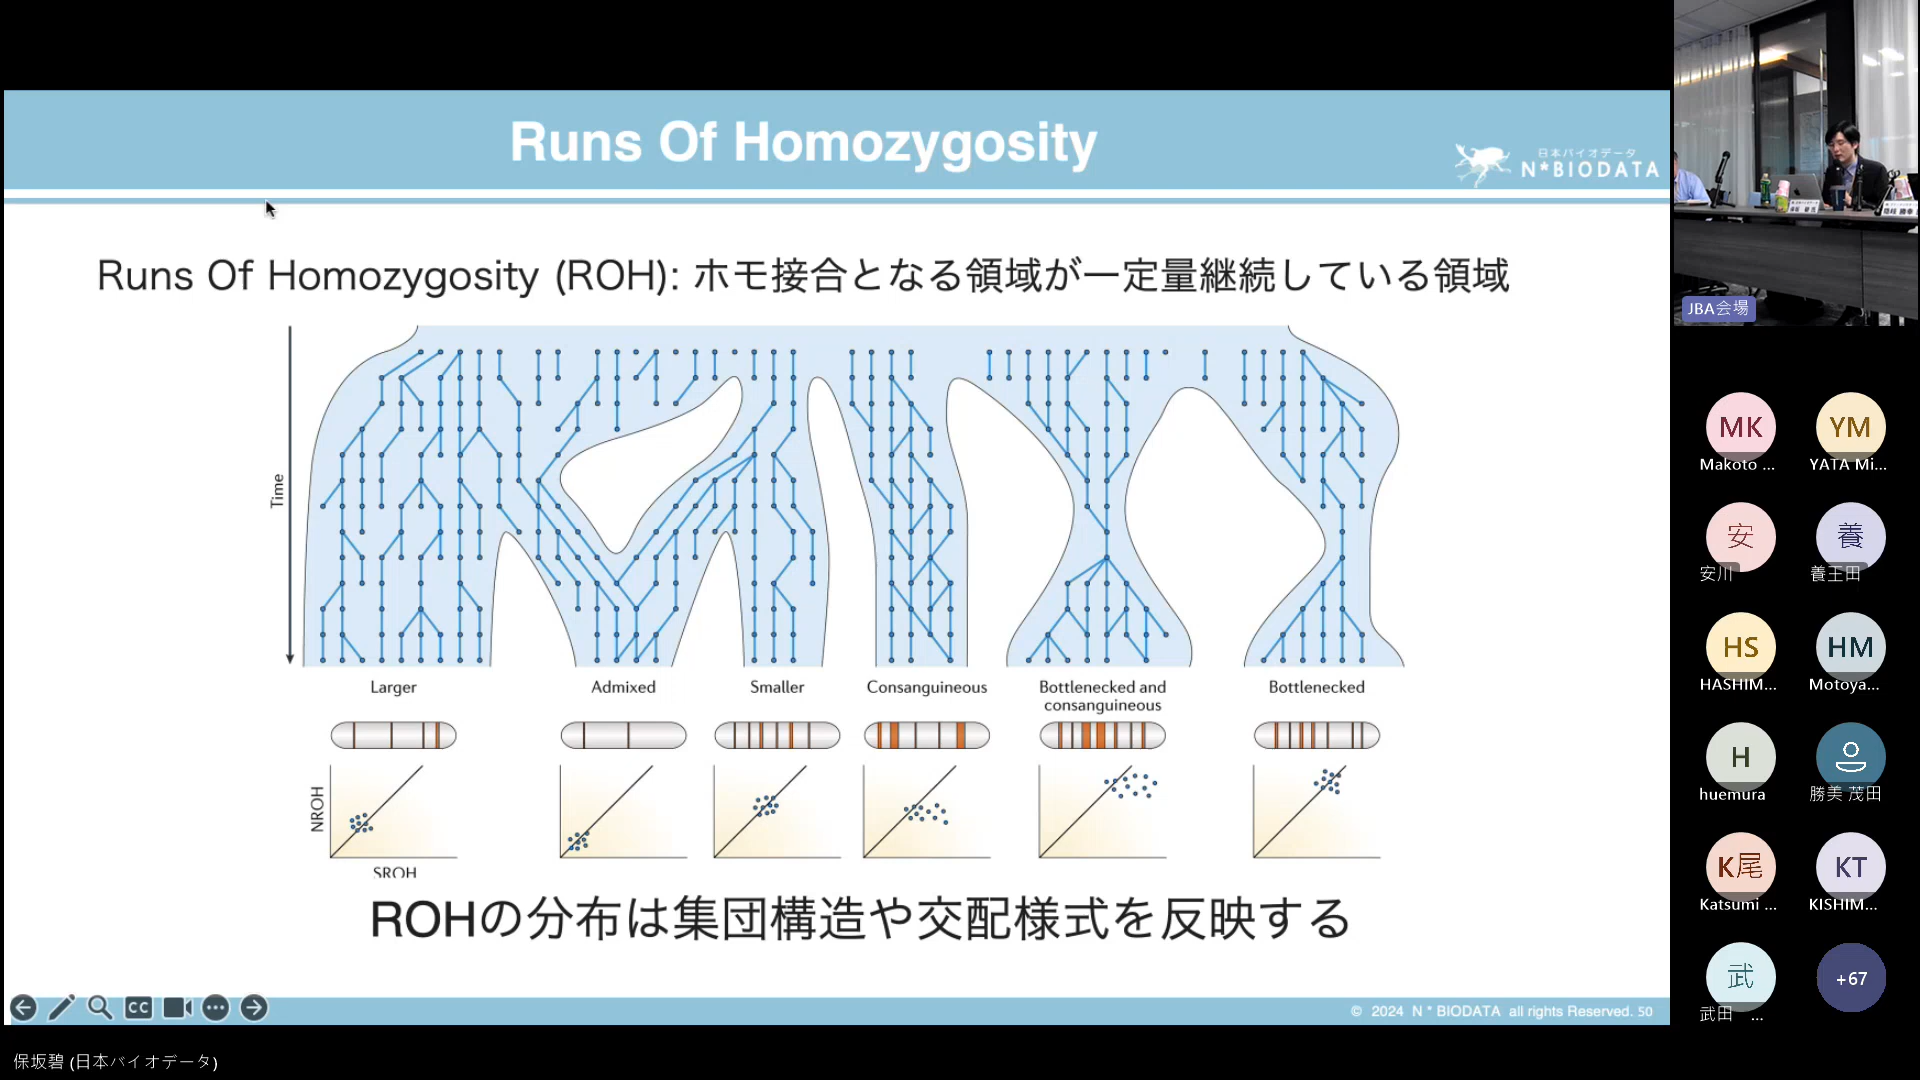 Runs Of Homozygosity
日本バイオデータ
N*BIODATA
Runs Of Homozygosity (ROH): ホモ接合となる領域が一定量継続している領域
Time
Larger
Admixed
Smaller
Consanguineous
Bottlenecked and
consanguineous
Bottlenecked
NROH
SROH
ROHの分布は集団構造や交配様式を反映する
CC
© 2024 N * BIODATA all rights Reserved. 50
保坂碧 (日本バイオデータ)
JBA会場
MK
Makoto ...
YM
YATA Mi...
安
安川
養
養王田
HS
HASHIM...
HM
Motoya...
H
huemura
勝美 茂田
K尾
Katsumi ...
KT
KISHIM...
武
武田 ...
+67